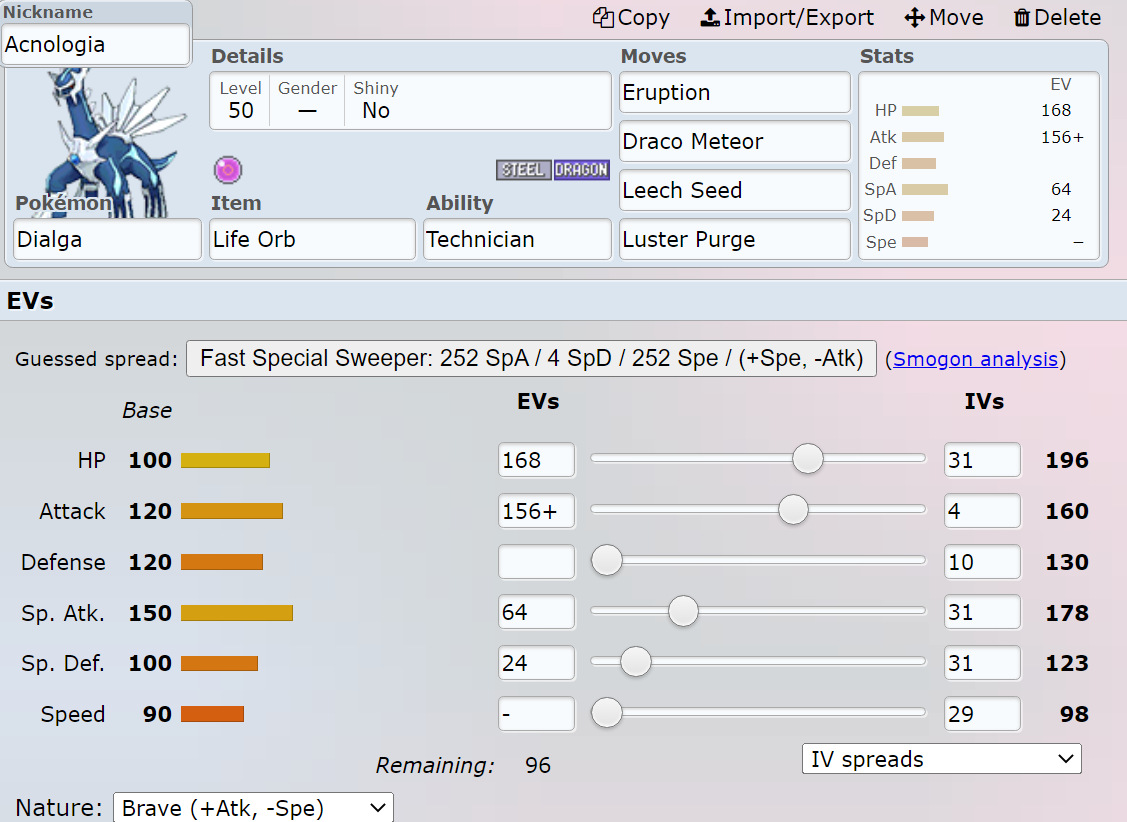 Nickname
Acnologia
Copy Import/Export Move Delete
Details
Level Gender Shiny
50 — No
STEEL DRAGON
Pokémon Item Ability
Dialga Life Orb Technician
Moves
Eruption
Draco Meteor
Leech Seed
Luster Purge
Stats
EV
HP 168
Atk 156+
Def
SpA 64
SpD 24
Spe –
EVs
Guessed spread: Fast Special Sweeper: 252 SpA / 4 SpD / 252 Spe / (+Spe, -Atk) (Smogon analysis)
Base EVs IVs
HP 100 168 31 196
Attack 120 156+ 4 160
Defense 120 10 130
Sp. Atk. 150 64 31 178
Sp. Def. 100 24 31 123
Speed 90 - 29 98
Remaining: 96 IV spreads
Nature: Brave (+Atk, -Spe)